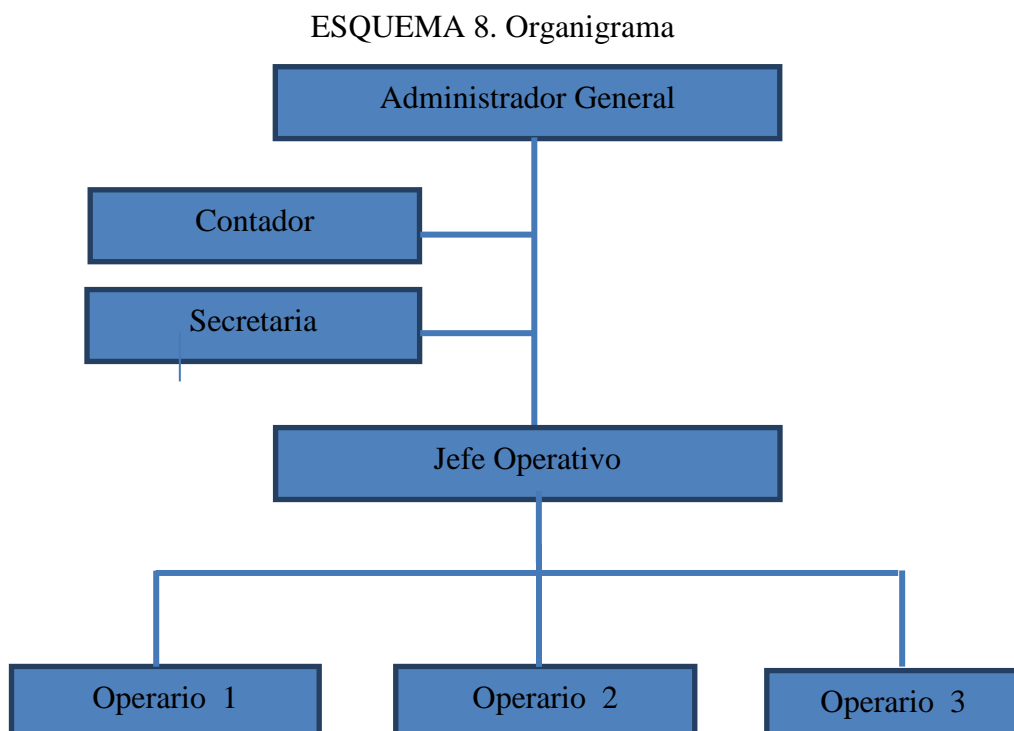 ESQUEMA 8. Organigrama
Administrador General
Contador
Secretaria
Jefe Operativo
Operario 1
Operario 2
Operario 3